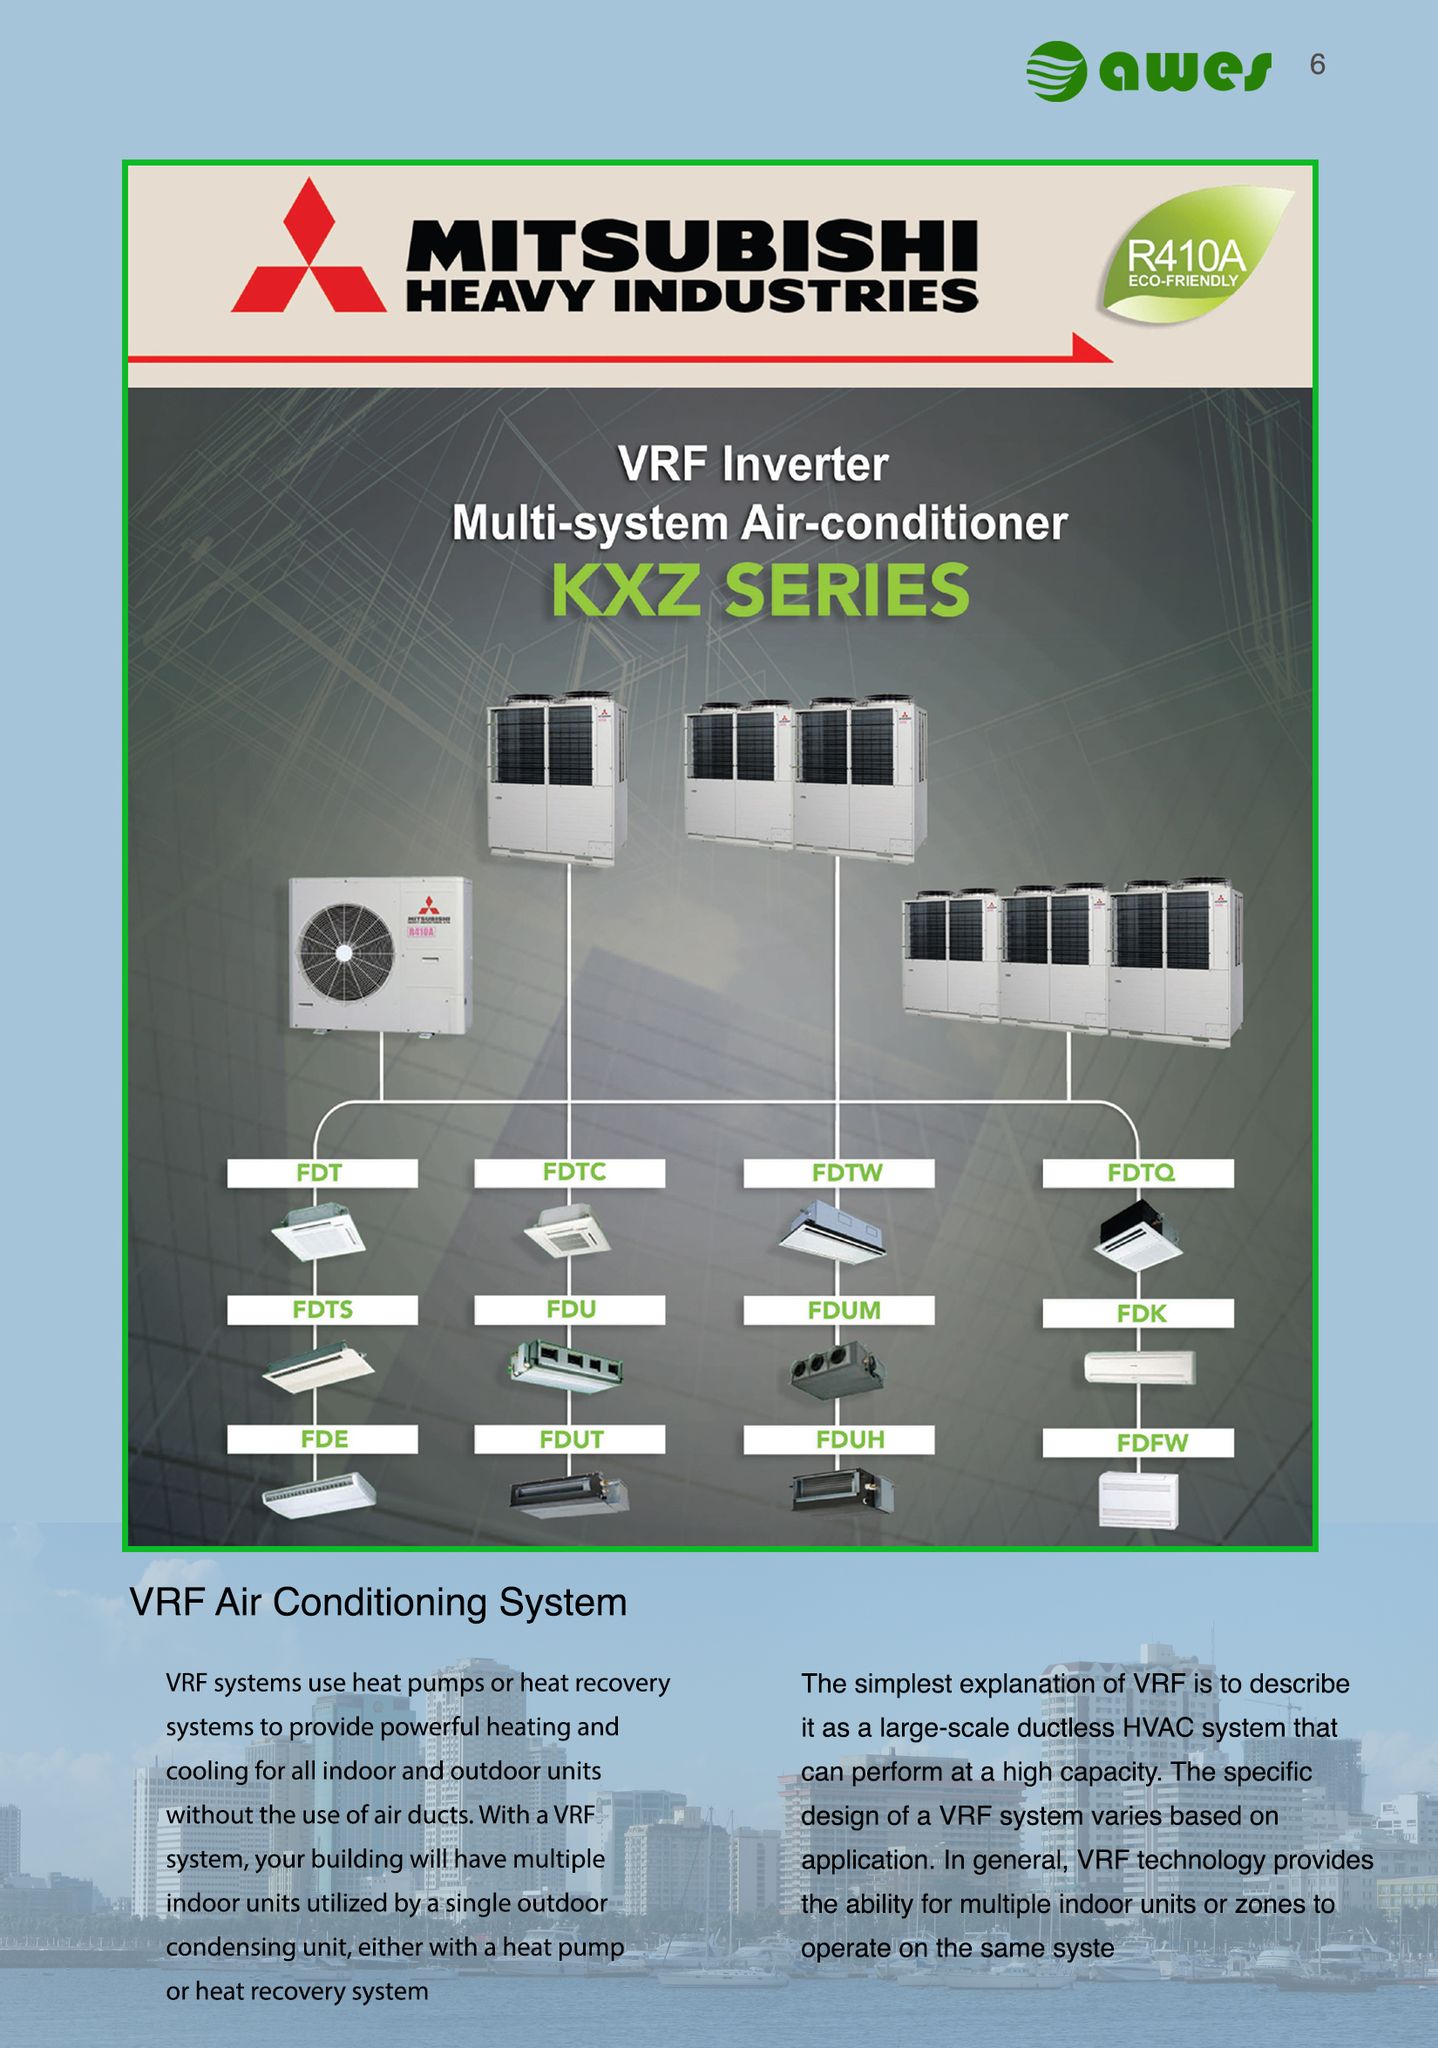 awes
6
MITSUBISHI
HEAVY INDUSTRIES
R410A
ECO-FRIENDLY
VRF Inverter
Multi-system Air-conditioner
KXZ SERIES
MITSUBISHI
R410A
FDT
FDTC
FDTW
FDTQ
FDTS
FDU
FDUM
FDK
FDE
FDUT
FDUH
FDFW
VRF Air Conditioning System
VRF systems use heat pumps or heat recovery
systems to provide powerful heating and
cooling for all indoor and outdoor units
without the use of air ducts. With a VRF
system, your building will have multiple
indoor units utilized by a single outdoor
condensing unit, either with a heat pump
or heat recovery system
The simplest explanation of VRF is to describe
it as a large-scale ductless HVAC system that
can perform at a high capacity. The specific
design of a VRF system varies based on
application. In general, VRF technology provides
the ability for multiple indoor units or zones to
operate on the same syste